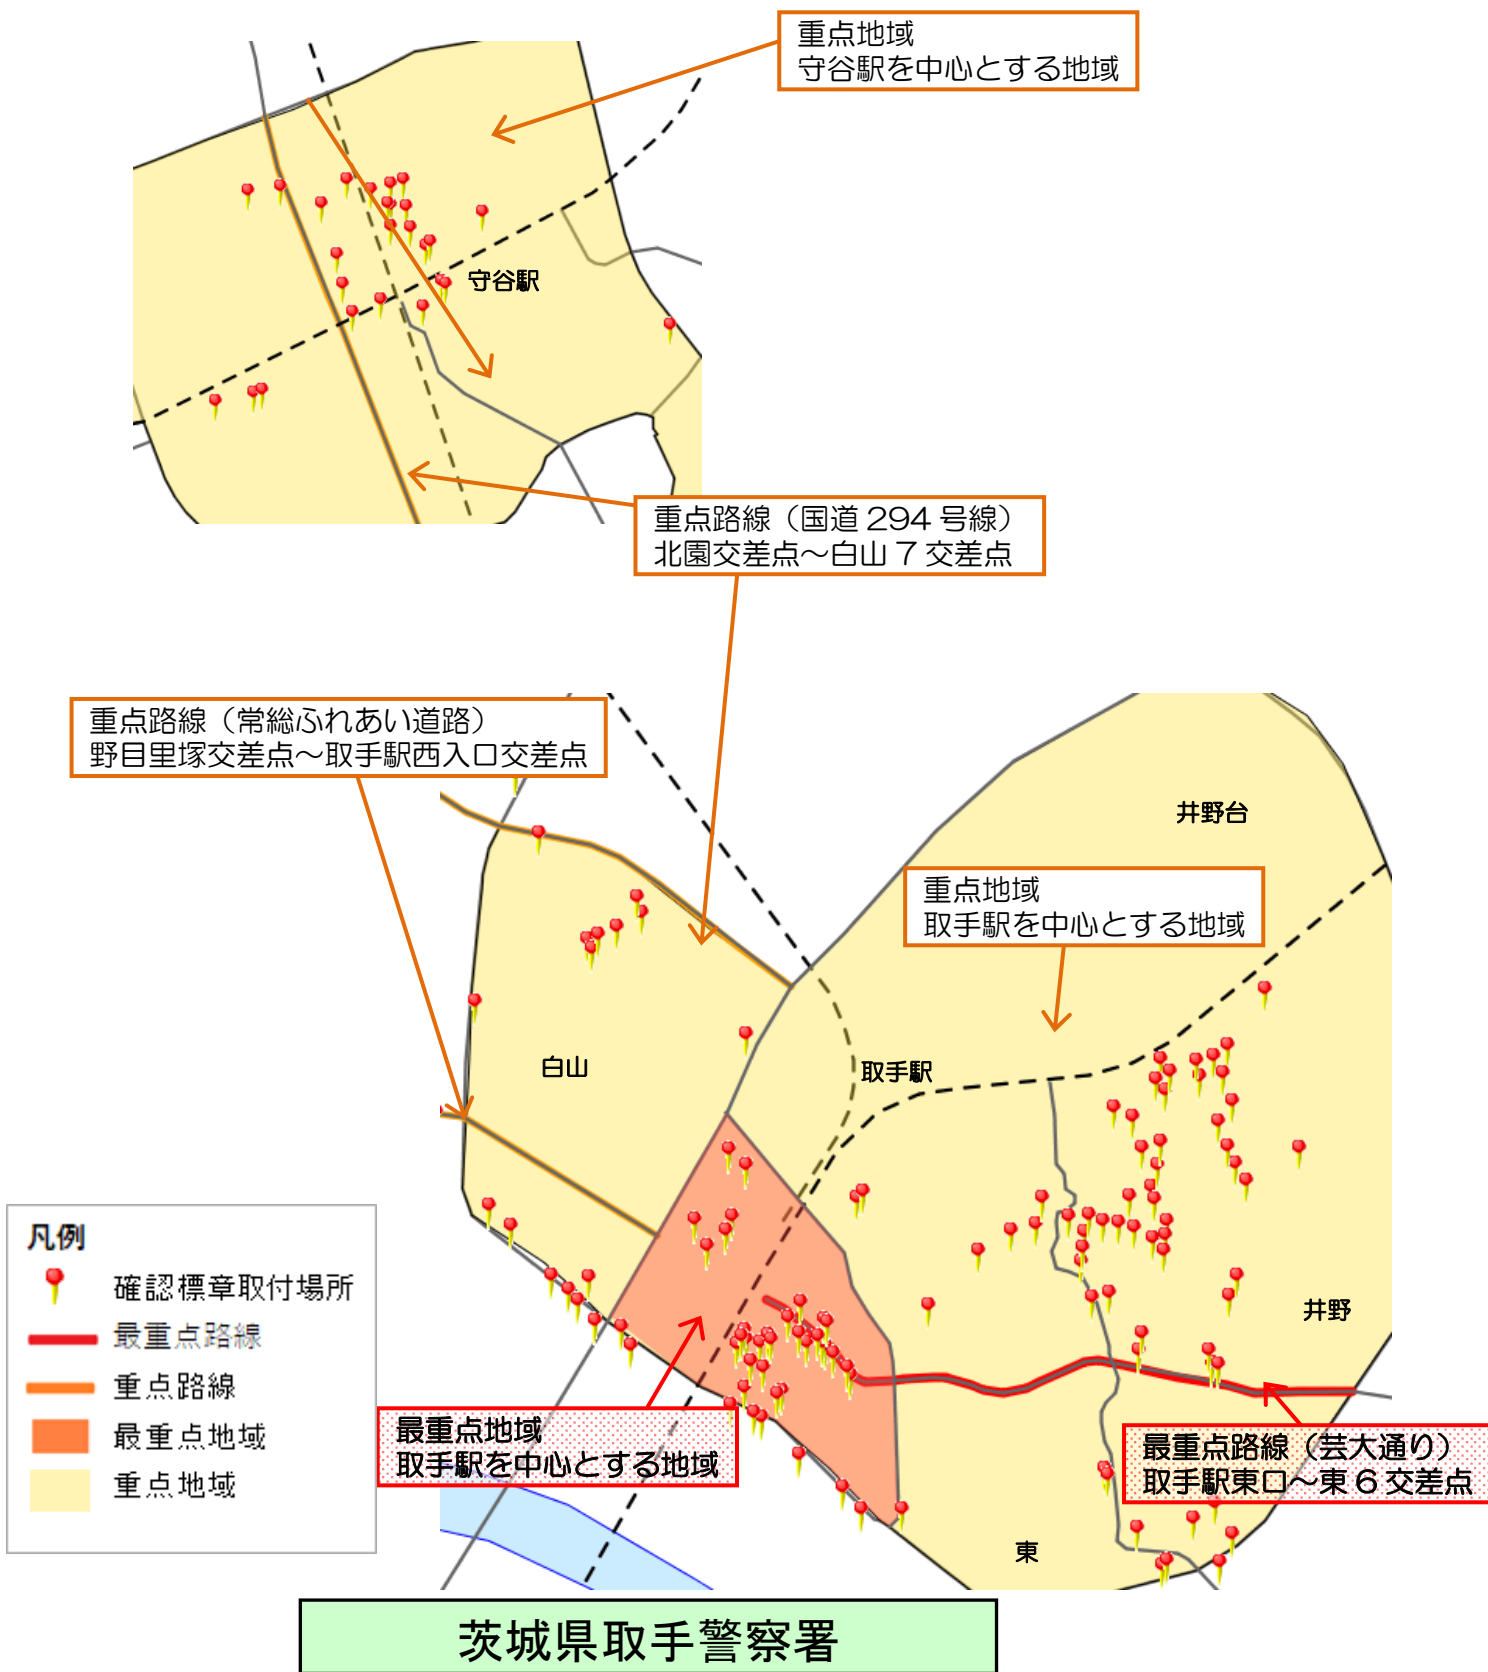 重点地域
守谷駅を中心とする地域
守谷駅
重点路線（国道 294 号線）
北園交差点～白山 7 交差点
重点路線（常総ふれあい道路）
野目里塚交差点～取手駅西入口交差点
井野台
重点地域
取手駅を中心とする地域
白山
取手駅
凡例
確認標章取付場所
最重点路線
重点路線
最重点地域
重点地域
井野
最重点地域
取手駅を中心とする地域
最重点路線（芸大通り）
取手駅東口～東 6 交差点
東
茨城県取手警察署